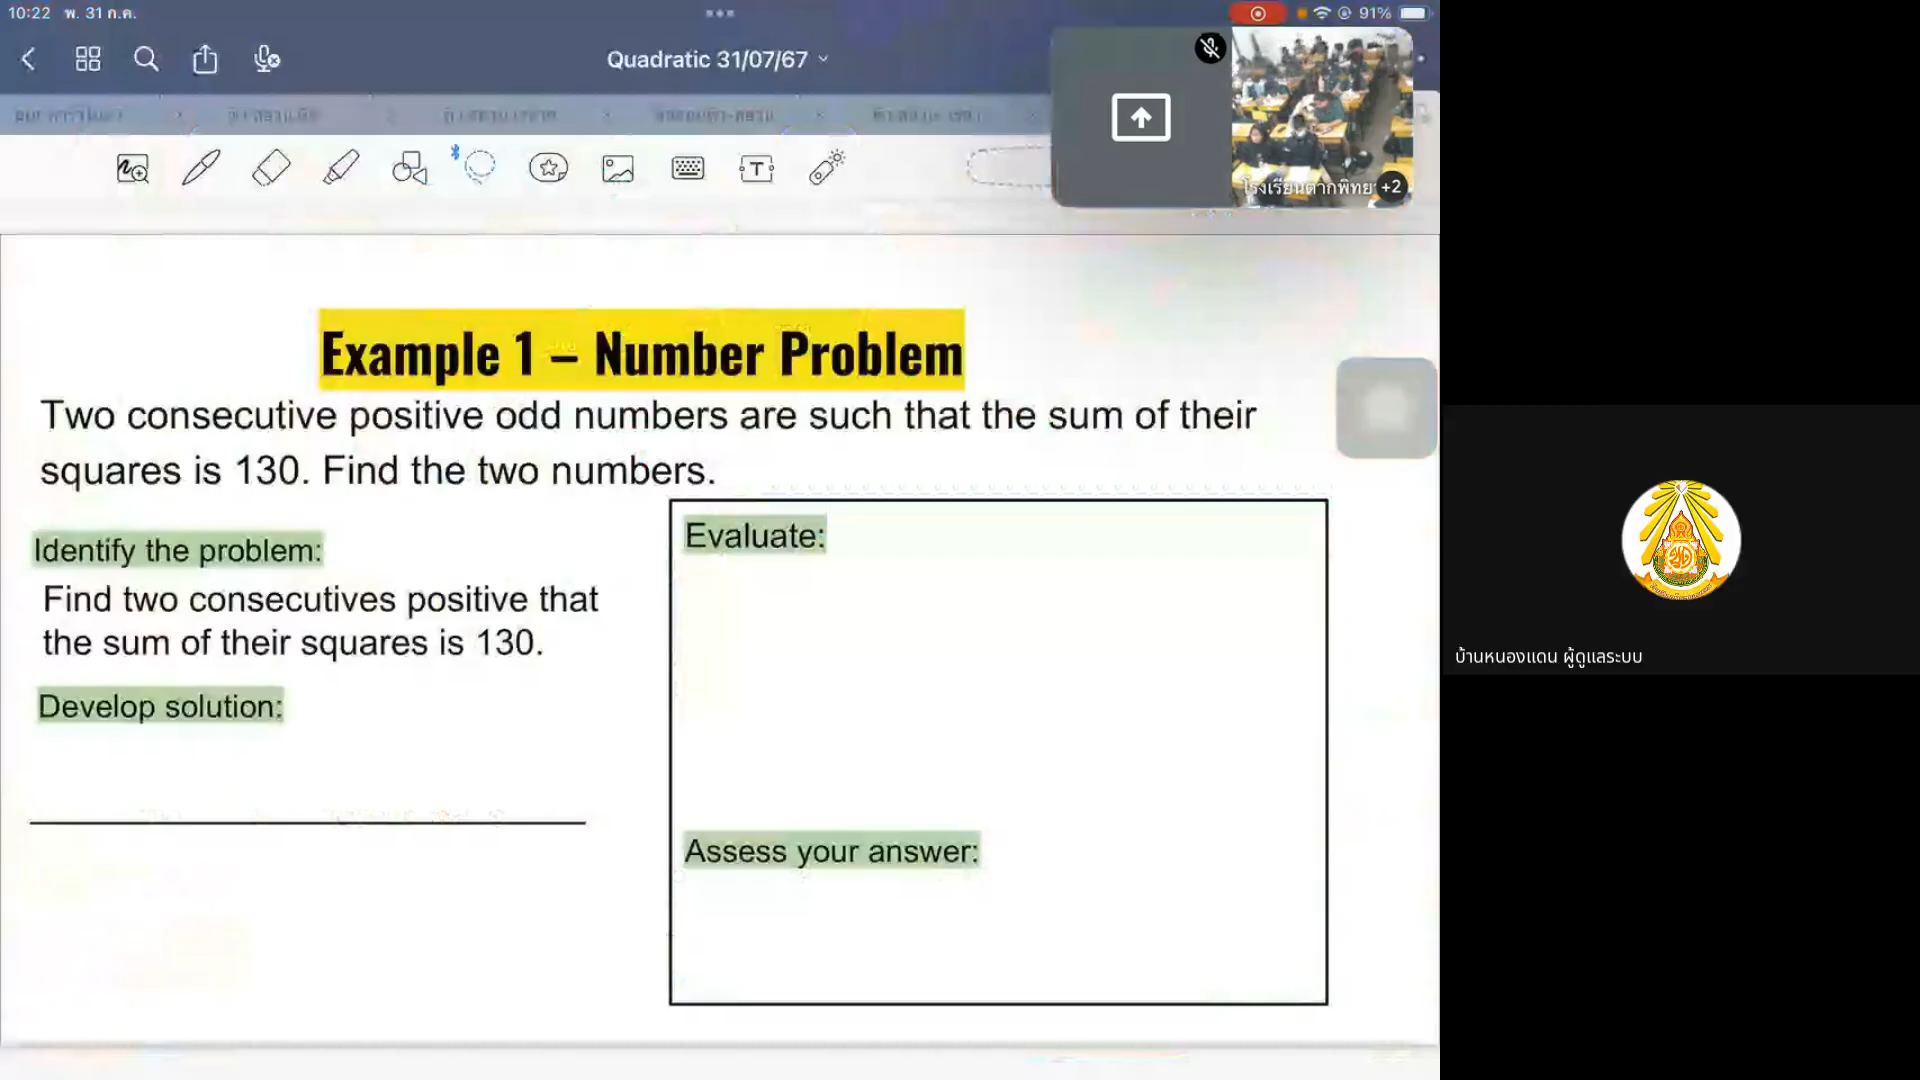 10:22 พ. 31 ก.ค.
91%
Quadratic 31/07/67
โรงเรียนตากพิทย
+2
Example 1 – Number Problem
Two consecutive positive odd numbers are such that the sum of their
squares is 130. Find the two numbers.
Identify the problem:
Find two consecutives positive that
the sum of their squares is 130.
Develop solution:
Evaluate:
Assess your answer:
บ้านหนองแดน ผู้ดูแลระบบ